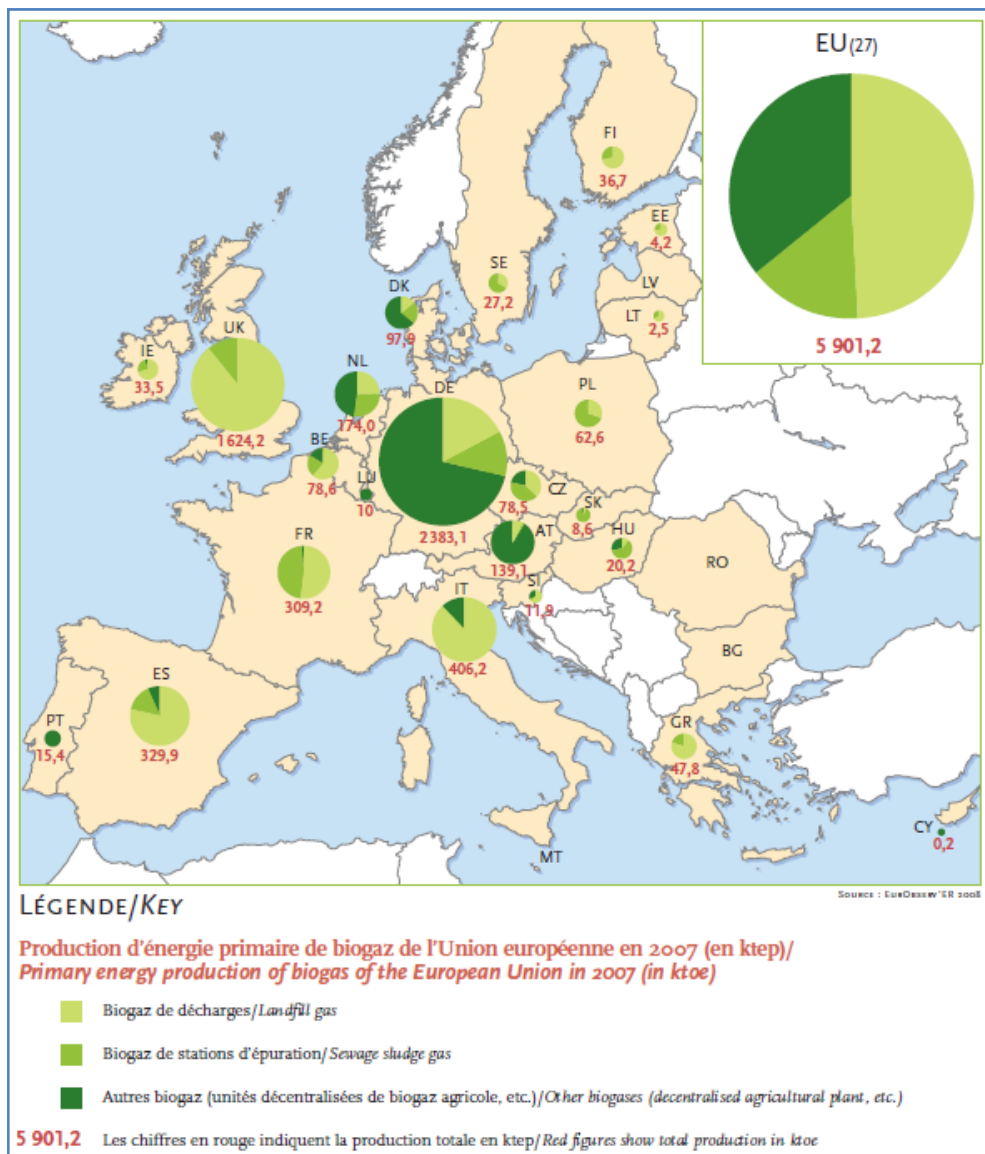 EU(27)
5 901,2
FI
36,7
EE
4,2
SE
27,2
LV
LT
2,5
DK
97,9
UK
1 624,2
IE
33,5
NL
174,0
DE
2 383,1
PL
62,6
BE
78,6
LU
10
CZ
78,5
SK
8,6
AT
139,1
HU
20,2
FR
309,2
SI
11,9
RO
IT
406,2
BG
ES
329,9
PT
15,4
GR
47,8
CY
0,2
MT
Source : EurObserv'ER 2008
Légende/Key
Production d'énergie primaire de biogaz de l'Union européenne en 2007 (en ktep)/
Primary energy production of biogas of the European Union in 2007 (in ktoe)
Biogaz de décharges/Landfill gas
Biogaz de stations d'épuration/Sewage sludge gas
Autres biogaz (unités décentralisées de biogaz agricole, etc.)/Other biogases (decentralised agricultural plant, etc.)
5 901,2 Les chiffres en rouge indiquent la production totale en ktep/Red figures show total production in ktoe